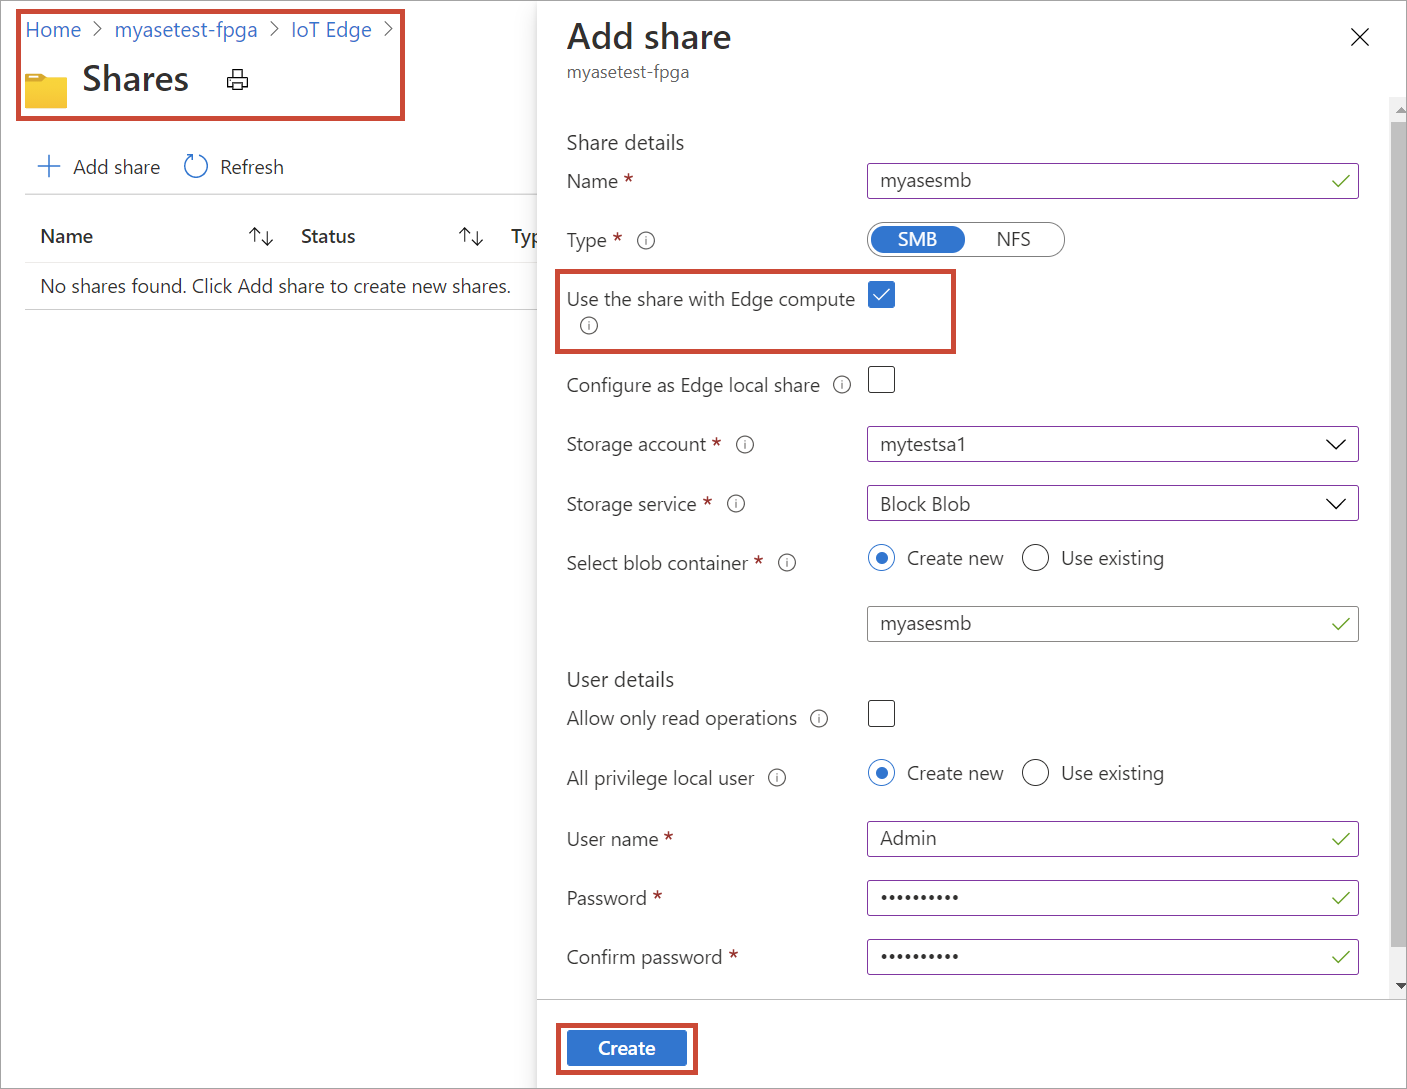 Home > myasetest-fpga > IoT Edge >
Shares
Add share Refresh
Name Status Typ
No shares found. Click Add share to create new shares.
Add share
myasetest-fpga
Share details
Name * myasesmb
Type * SMB NFS
Use the share with Edge compute
Configure as Edge local share
Storage account * mytestsa1
Storage service * Block Blob
Select blob container * Create new Use existing
myasesmb
User details
Allow only read operations
All privilege local user Create new Use existing
User name * Admin
Password * ••••••••••
Confirm password * ••••••••••
Create